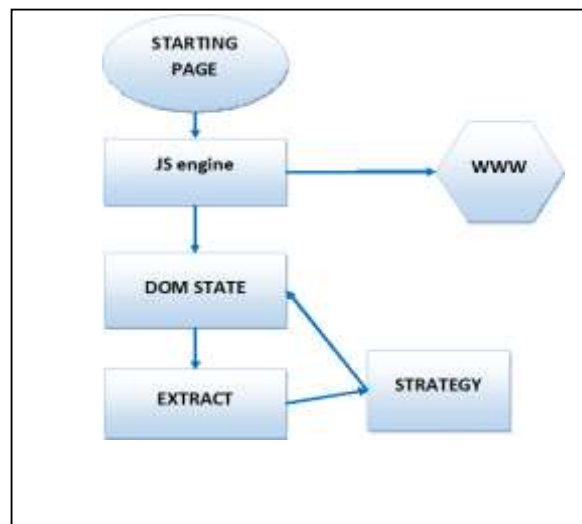 STARTING
PAGE
JS engine
WWW
DOM STATE
EXTRACT
STRATEGY